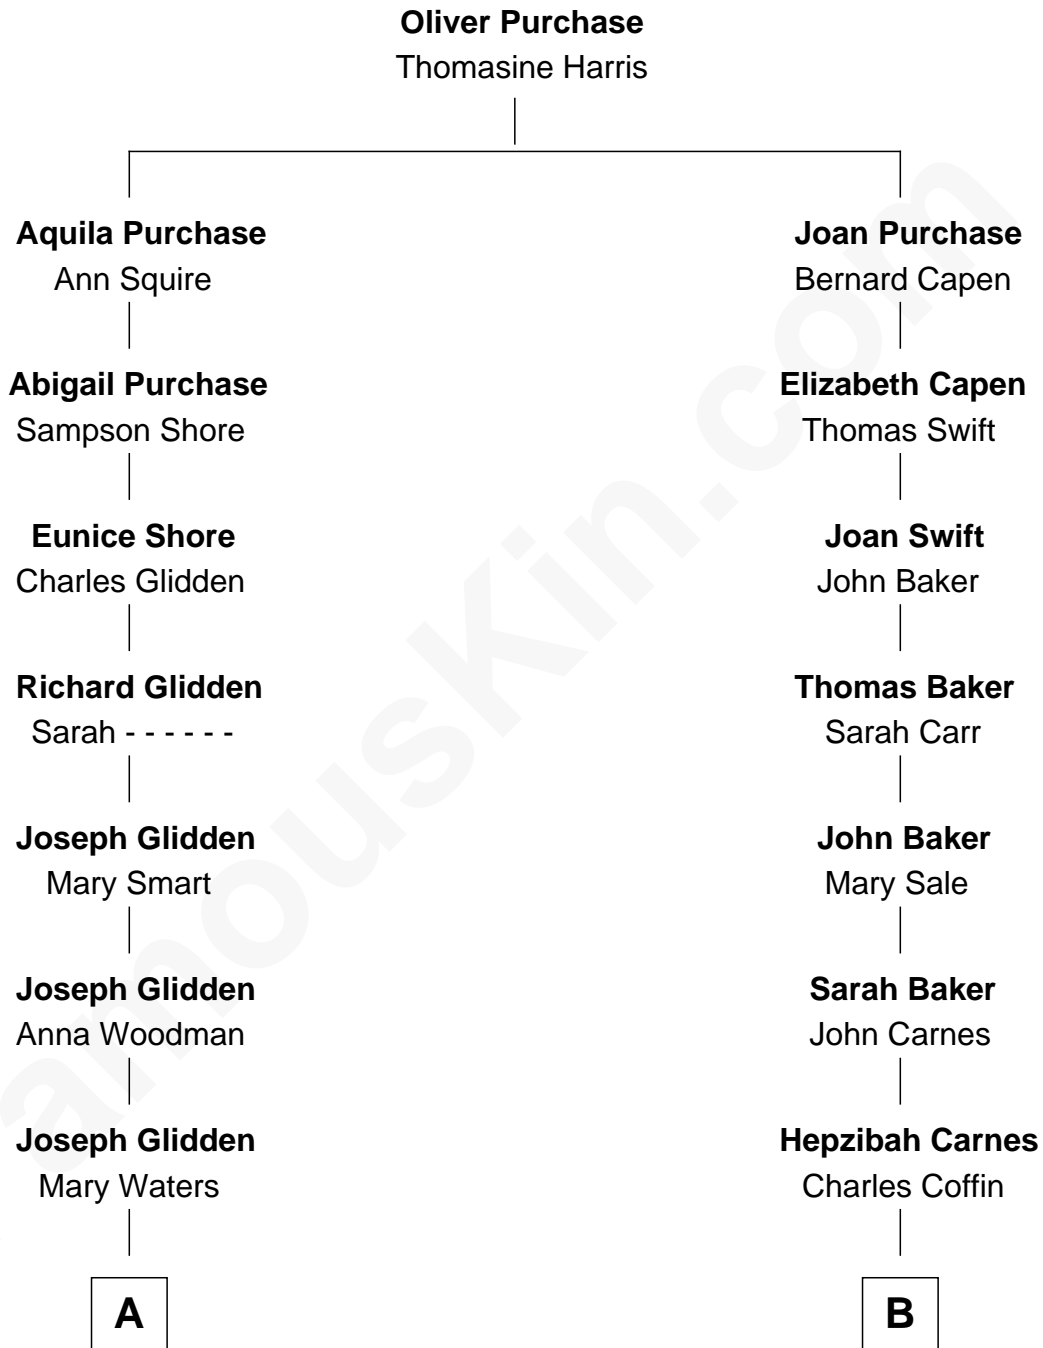 Oliver Purchase
Thomasine Harris
Aquila Purchase
Ann Squire
Joan Purchase
Bernard Capen
Abigail Purchase
Sampson Shore
Elizabeth Capen
Thomas Swift
Eunice Shore
Charles Glidden
Joan Swift
John Baker
Richard Glidden
Sarah - - - - - -
Thomas Baker
Sarah Carr
Joseph Glidden
Mary Smart
John Baker
Mary Sale
Joseph Glidden
Anna Woodman
Sarah Baker
John Carnes
Joseph Glidden
Mary Waters
Hepzibah Carnes
Charles Coffin
A
B
amousKin.com